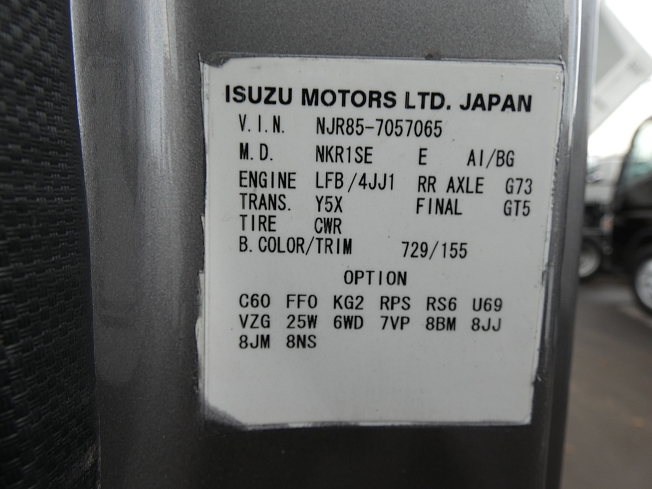 ISUZU MOTORS LTD. JAPAN
V.I.N. NJR85-7057065
M.D. NKR1SE E AI/BG
ENGINE LFB/4JJ1 RR AXLE G73
TRANS. Y5X FINAL GT5
TIRE CWR
B.COLOR/TRIM 729/155
OPTION
C60 FF0 KG2 RPS RS6 U69
VZG 25W 6WD 7VP 8BM 8JJ
8JM 8NS